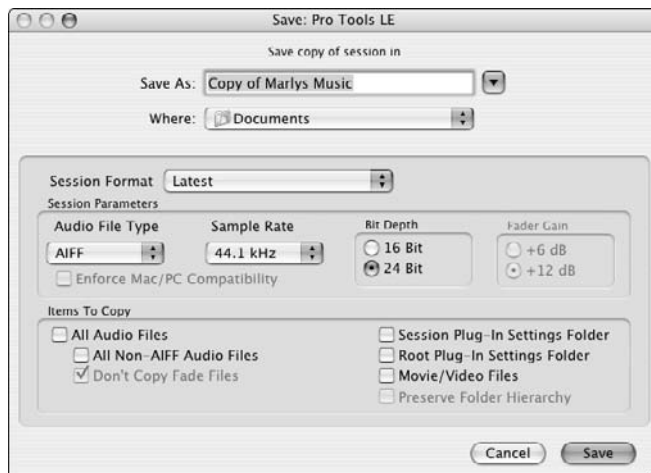 Save: Pro Tools LE
Save copy of session in
Save As: Copy of Marlys Music
Where: Documents
Session Format Latest
Session Parameters
Audio File Type Sample Rate Bit Depth Fader Gain
AIFF 44.1 kHz 16 Bit +6 dB
24 Bit +12 dB
Enforce Mac/PC Compatibility
Items To Copy
All Audio Files Session Plug-In Settings Folder
All Non-AIFF Audio Files Root Plug-In Settings Folder
Don't Copy Fade Files Movie/Video Files
Preserve Folder Hierarchy
Cancel Save